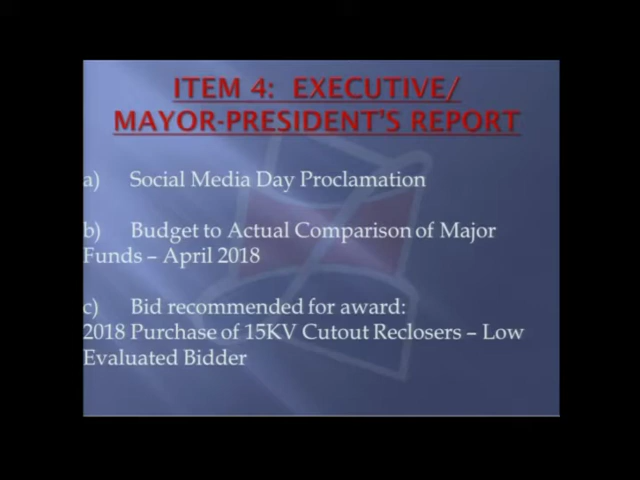 ITEM 4: EXECUTIVE/
MAYOR-PRESIDENT'S REPORT
a) Social Media Day Proclamation
b) Budget to Actual Comparison of Major
Funds – April 2018
c) Bid recommended for award:
2018 Purchase of 15KV Cutout Reclosers – Low
Evaluated Bidder